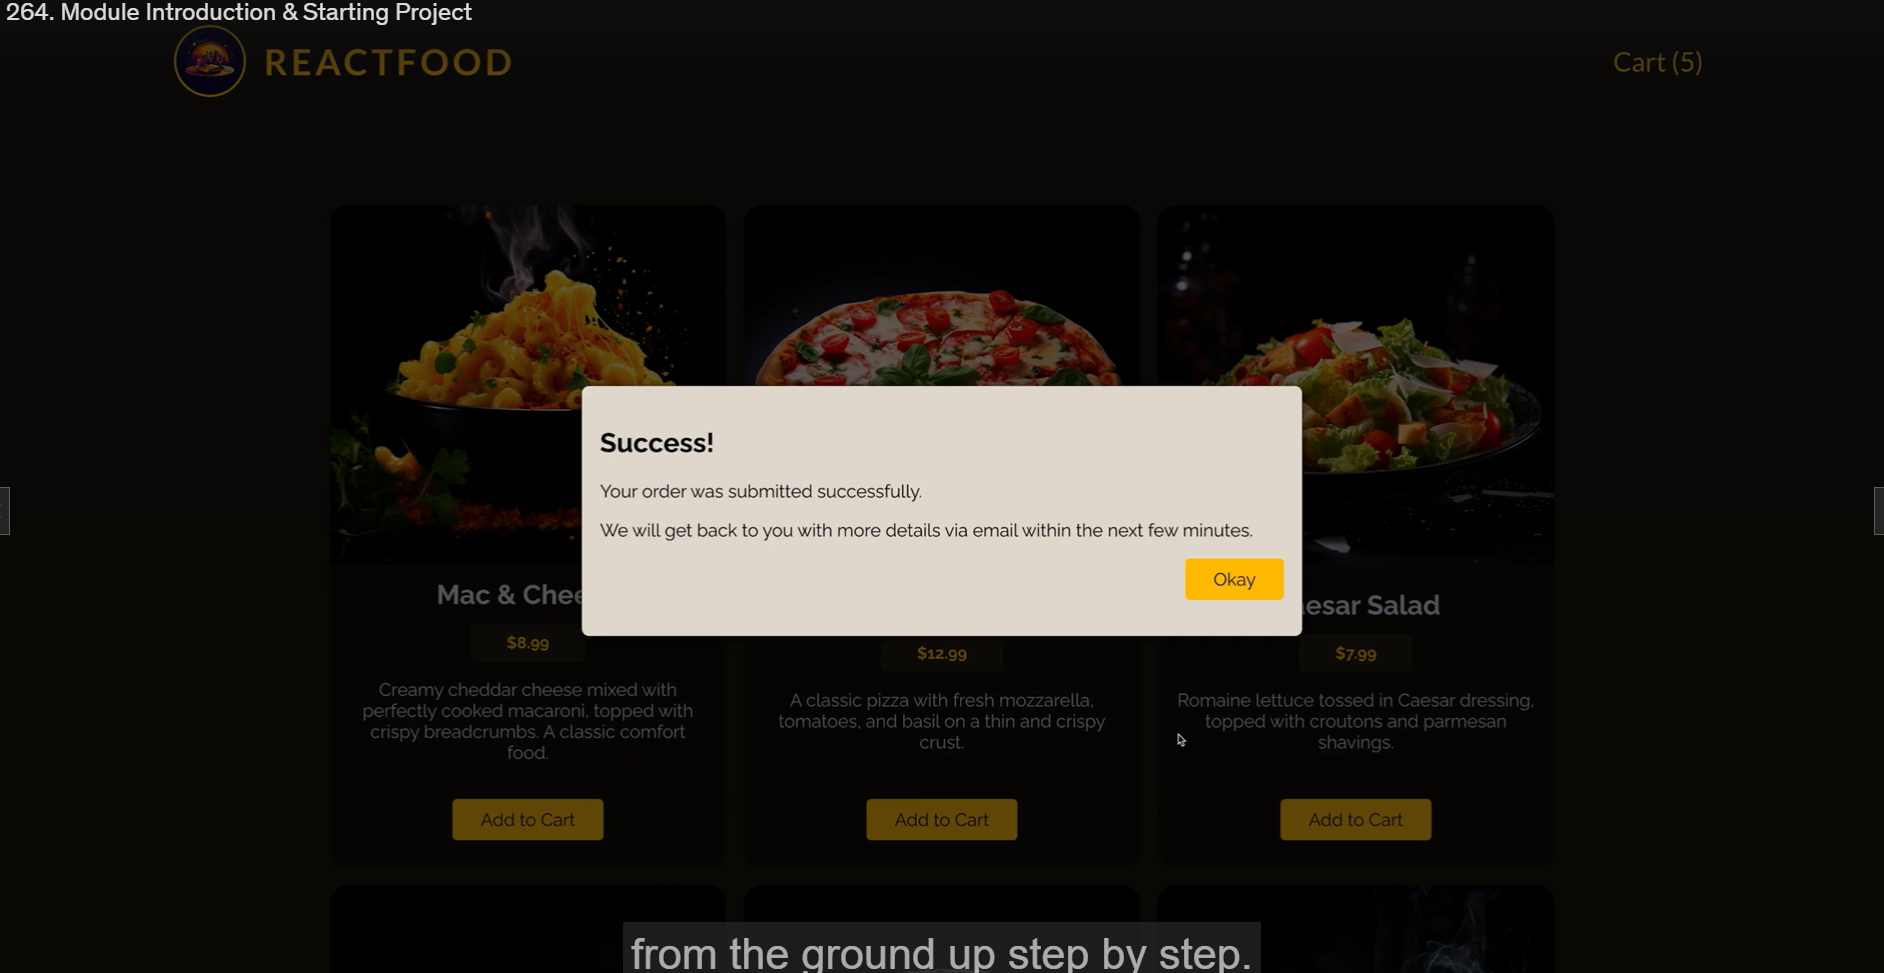 264. Module Introduction & Starting Project
REACTFOOD
Cart (5)
Success!
Your order was submitted successfully.
We will get back to you with more details via email within the next few minutes.
Okay
Mac & Chee
$8.99
Creamy cheddar cheese mixed with
perfectly cooked macaroni, topped with
crispy breadcrumbs. A classic comfort
food.
Add to Cart
$12.99
A classic pizza with fresh mozzarella,
tomatoes, and basil on a thin and crispy
crust.
Add to Cart
esar Salad
$7.99
Romaine lettuce tossed in Caesar dressing,
topped with croutons and parmesan
shavings.
Add to Cart
from the ground up step by step.